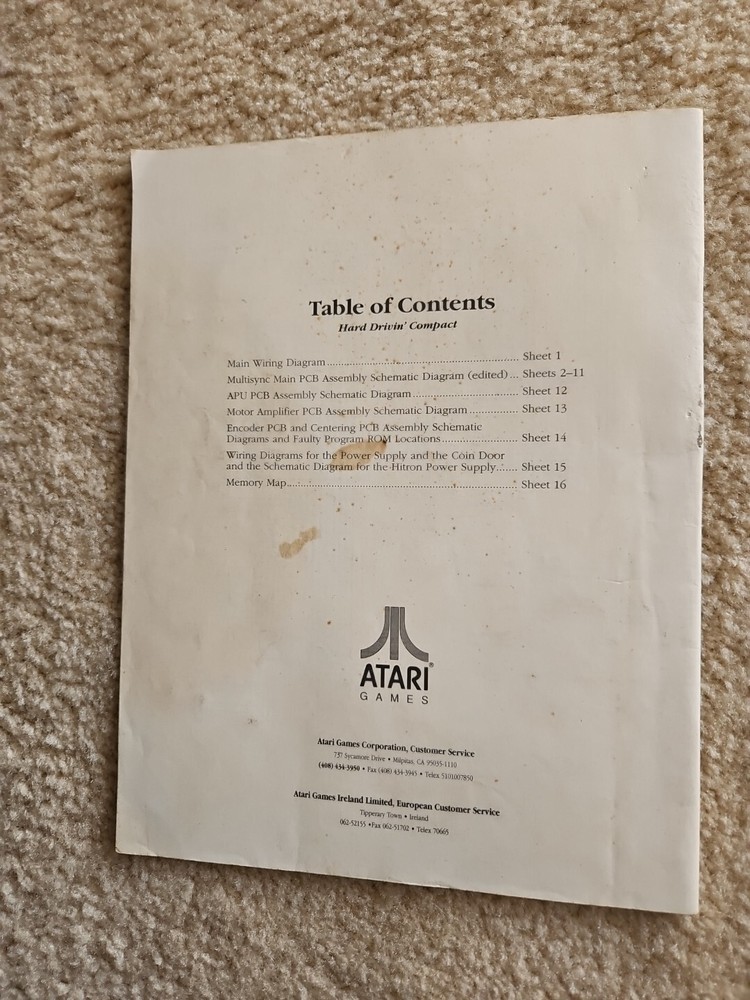 Table of Contents
Hard Drivin' Compact
Main Wiring Diagram.......................................................... Sheet 1
Multisync Main PCB Assembly Schematic Diagram (edited)... Sheets 2–11
APU PCB Assembly Schematic Diagram................................ Sheet 12
Motor Amplifier PCB Assembly Schematic Diagram............... Sheet 13
Encoder PCB and Centering PCB Assembly Schematic
Diagrams and Faulty Program ROM Locations....................... Sheet 14
Wiring Diagrams for the Power Supply and the Coin Door
and the Schematic Diagram for the Hitron Power Supply....... Sheet 15
Memory Map...................................................................... Sheet 16
ATARI®
GAMES
Atari Games Corporation, Customer Service
737 Sycamore Drive • Milpitas, CA 95035-1110
(408) 434-3950 • Fax (408) 434-3945 • Telex 5101007850
Atari Games Ireland Limited, European Customer Service
Tipperary Town • Ireland
062-52155 •Fax 062-51702 • Telex 70665